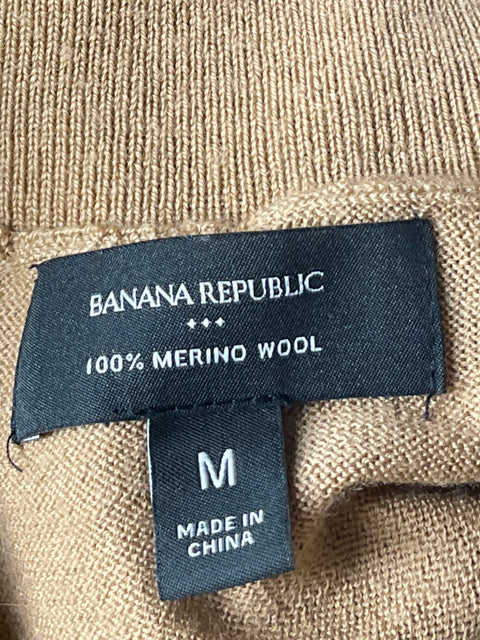 BANANA REPUBLIC
100% MERINO WOOL
M
MADE IN
CHINA